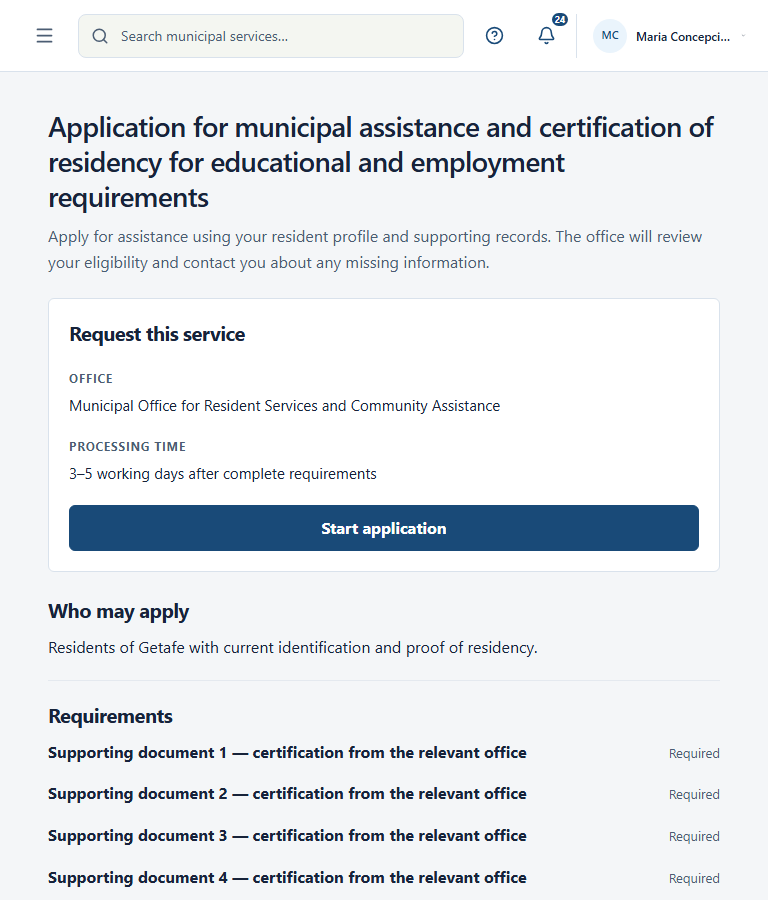 Search municipal services...
24
MC
Maria Concepci...
Application for municipal assistance and certification of
residency for educational and employment
requirements
Apply for assistance using your resident profile and supporting records. The office will review
your eligibility and contact you about any missing information.
Request this service
OFFICE
Municipal Office for Resident Services and Community Assistance
PROCESSING TIME
3–5 working days after complete requirements
Start application
Who may apply
Residents of Getafe with current identification and proof of residency.
Requirements
Supporting document 1 — certification from the relevant office Required
Supporting document 2 — certification from the relevant office Required
Supporting document 3 — certification from the relevant office Required
Supporting document 4 — certification from the relevant office Required